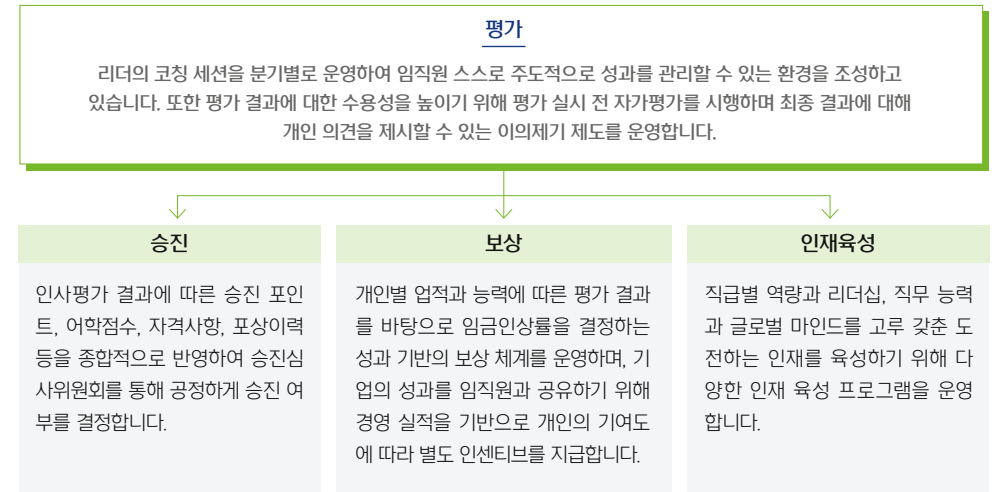 평가
리더의 코칭 세션을 분기별로 운영하여 임직원 스스로 주도적으로 성과를 관리할 수 있는 환경을 조성하고
있습니다. 또한 평가 결과에 대한 수용성을 높이기 위해 평가 실시 전 자가평가를 시행하며 최종 결과에 대해
개인 의견을 제시할 수 있는 이의제기 제도를 운영합니다.
승진
인사평가 결과에 따른 승진 포인
트, 어학점수, 자격사항, 포상이력
등을 종합적으로 반영하여 승진심
사위원회를 통해 공정하게 승진 여
부를 결정합니다.
보상
개인별 업적과 능력에 따른 평가 결과
를 바탕으로 임금인상률을 결정하는
성과 기반의 보상 체계를 운영하며, 기
업의 성과를 임직원과 공유하기 위해
경영 실적을 기반으로 개인의 기여도
에 따라 별도 인센티브를 지급합니다.
인재육성
직급별 역량과 리더십, 직무 능력
과 글로벌 마인드를 고루 갖춘 도
전하는 인재를 육성하기 위해 다
양한 인재 육성 프로그램을 운영
합니다.